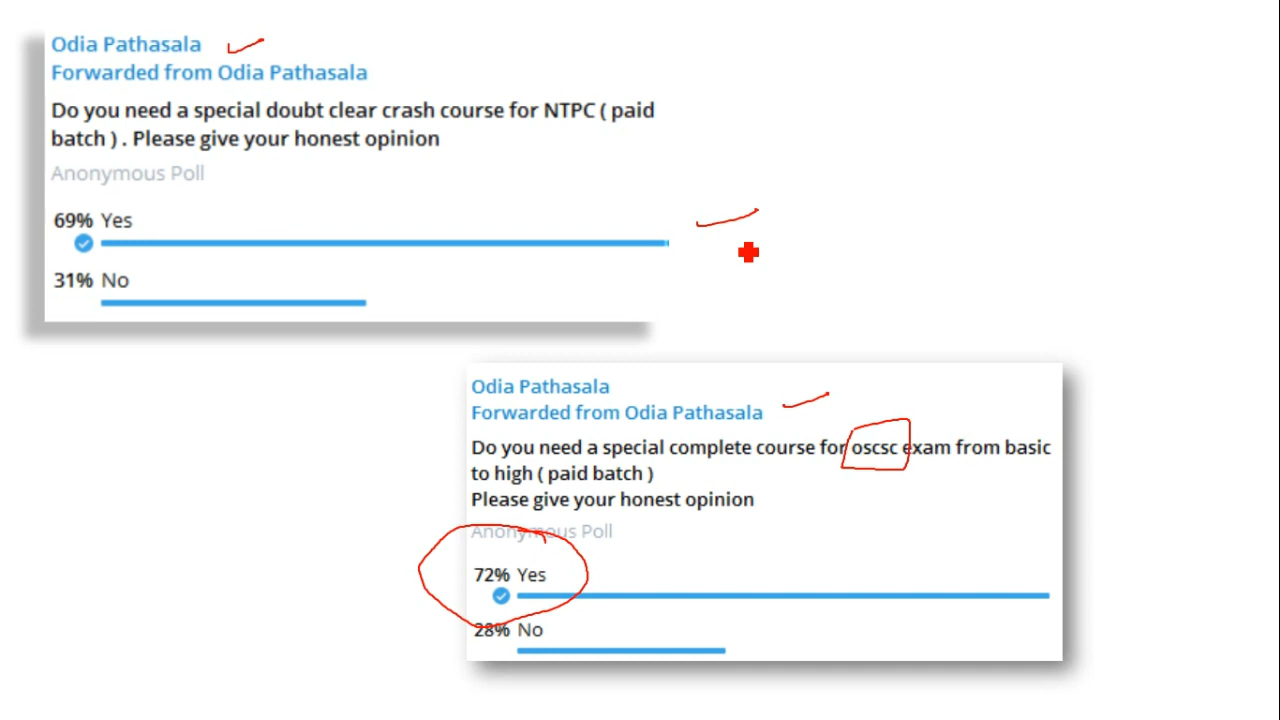 Odia Pathasala
Forwarded from Odia Pathasala
Do you need a special doubt clear crash course for NTPC ( paid
batch ) . Please give your honest opinion
Anonymous Poll
69% Yes
31% No
Odia Pathasala
Forwarded from Odia Pathasala
Do you need a special complete course for oscsc exam from basic
to high ( paid batch )
Please give your honest opinion
Anonymous Poll
72% Yes
28% No